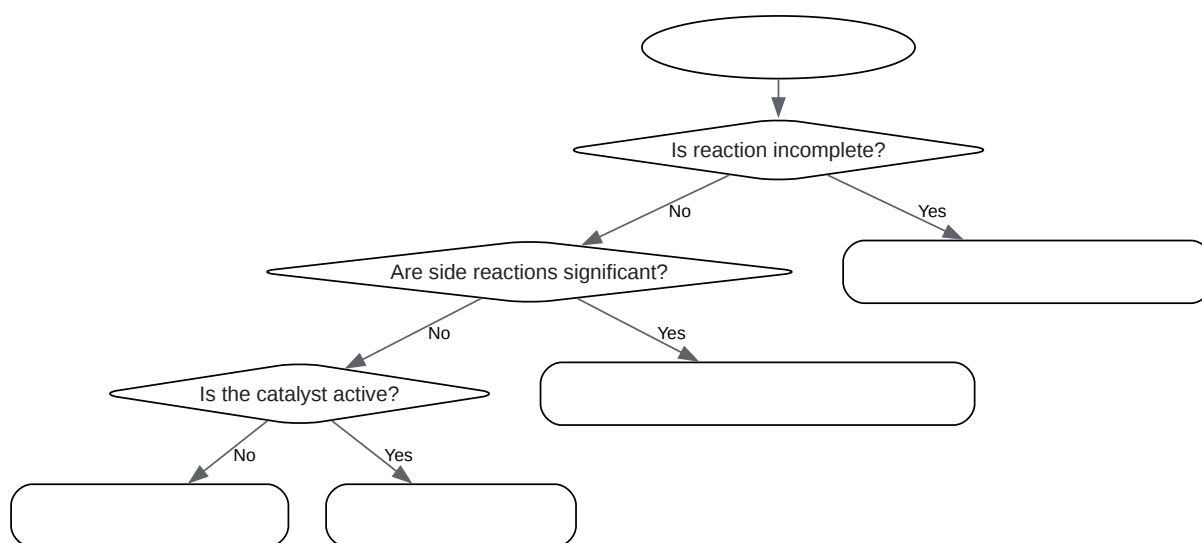 Is reaction incomplete?
No
Yes
Are side reactions significant?
No
Yes
Is the catalyst active?
No
Yes